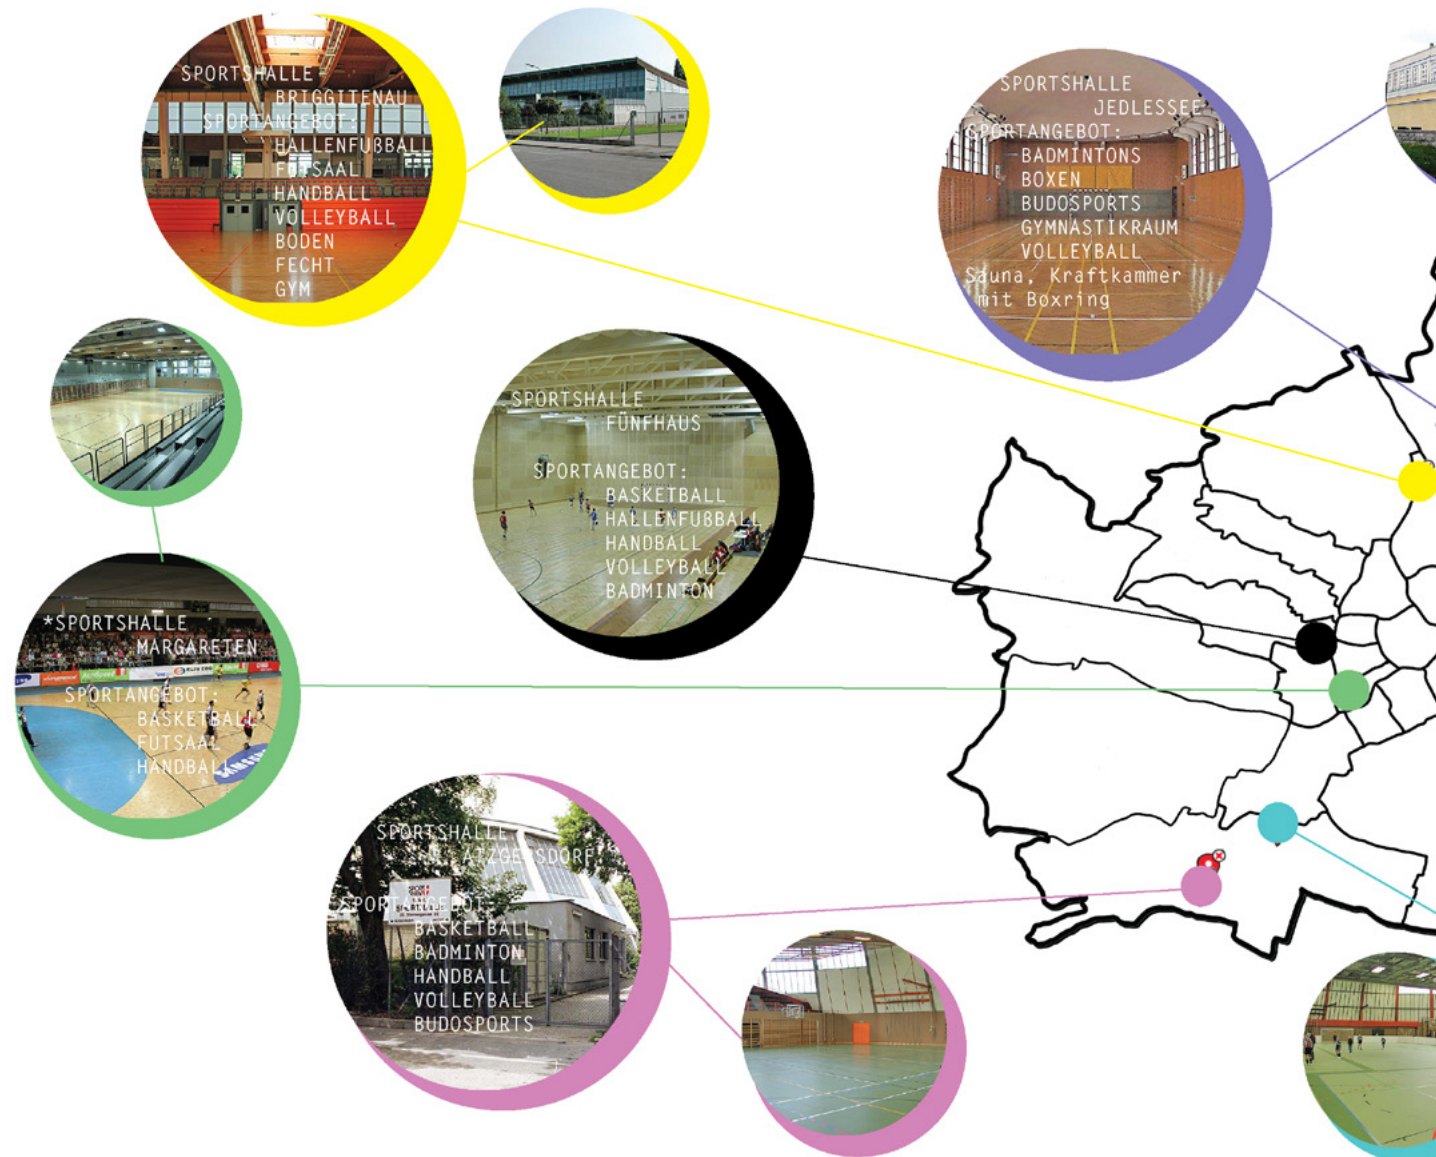 SPORTSHALLE
BRIGGITENAU
SPORTANGEBOT:
HALLENFUßBALL
FUTSAAL
HANDBALL
VOLLEYBALL
BODEN
FECHT
GYM
SPORTSHALLE
JEDLESSEE
SPORTANGEBOT:
BADMINTONS
BOXEN
BUDOSPORTS
GYMNASTIKRAUM
VOLLEYBALL
Sauna, Kraftkammer
mit Boxring
SPORTSHALLE
FÜNFHAUS
SPORTANGEBOT:
BASKETBALL
HALLENFUßBALL
HANDBALL
VOLLEYBALL
BADMINTON
*SPORTSHALLE
MARGARETEN
SPORTANGEBOT:
BASKETBALL
FUTSAAL
HANDBALL
SAMSUNG
SPORTSHALLE
ATZGERSDORF
SPORTANGEBOT:
BASKETBALL
BADMINTON
HANDBALL
VOLLEYBALL
BUDOSPORTS